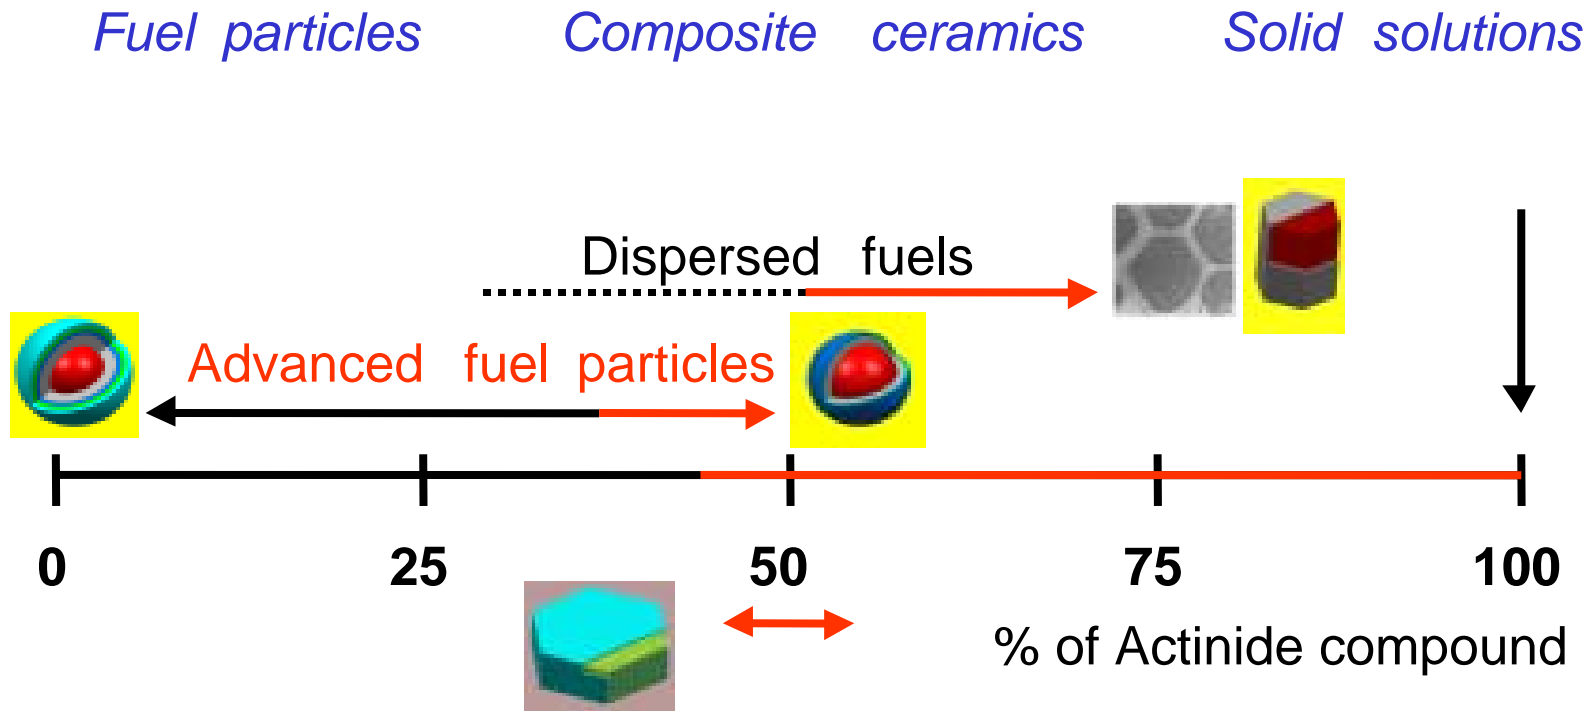 Fuel particles Composite ceramics Solid solutions
Dispersed fuels
Advanced fuel particles
0 25 50 75 100
% of Actinide compound